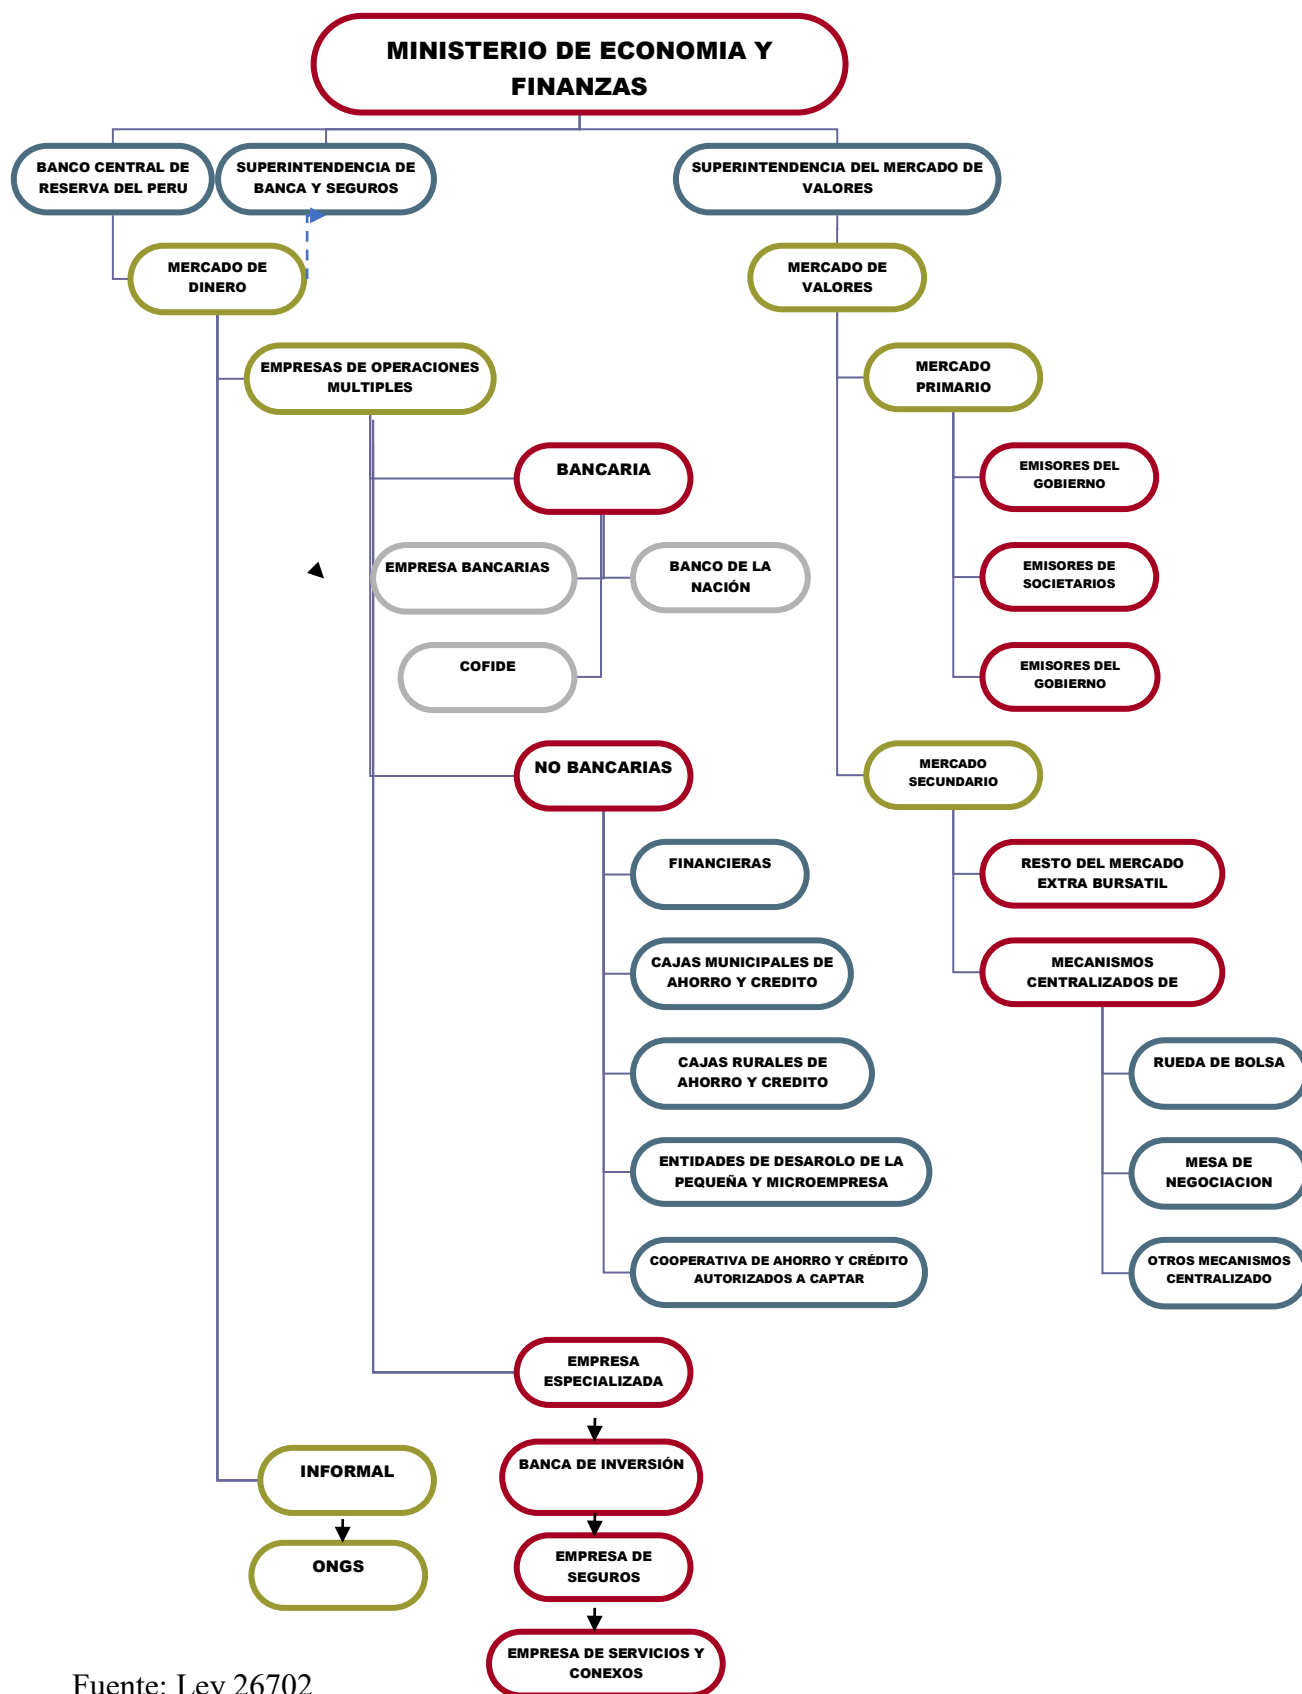 MINISTERIO DE ECONOMIA Y
FINANZAS
BANCO CENTRAL DE
RESERVA DEL PERU
SUPERINTENDENCIA DE
BANCA Y SEGUROS
SUPERINTENDENCIA DEL MERCADO DE
VALORES
MERCADO DE
DINERO
MERCADO DE
VALORES
EMPRESAS DE OPERACIONES
MULTIPLES
MERCADO
PRIMARIO
BANCARIA
EMISORES DEL
GOBIERNO
EMPRESA BANCARIAS
BANCO DE LA
NACIÓN
EMISORES DE
SOCIETARIOS
COFIDE
EMISORES DEL
GOBIERNO
NO BANCARIAS
MERCADO
SECUNDARIO
FINANCIERAS
RESTO DEL MERCADO
EXTRA BURSATIL
CAJAS MUNICIPALES DE
AHORRO Y CREDITO
MECANISMOS
CENTRALIZADOS DE
CAJAS RURALES DE
AHORRO Y CREDITO
RUEDA DE BOLSA
ENTIDADES DE DESAROLO DE LA
PEQUEÑA Y MICROEMPRESA
MESA DE
NEGOCIACION
COOPERATIVA DE AHORRO Y CRÉDITO
AUTORIZADOS A CAPTAR
OTROS MECANISMOS
CENTRALIZADO
EMPRESA
ESPECIALIZADA
INFORMAL
BANCA DE INVERSIÓN
ONGS
EMPRESA DE
SEGUROS
EMPRESA DE SERVICIOS Y
CONEXOS
Fuente: Ley 26702